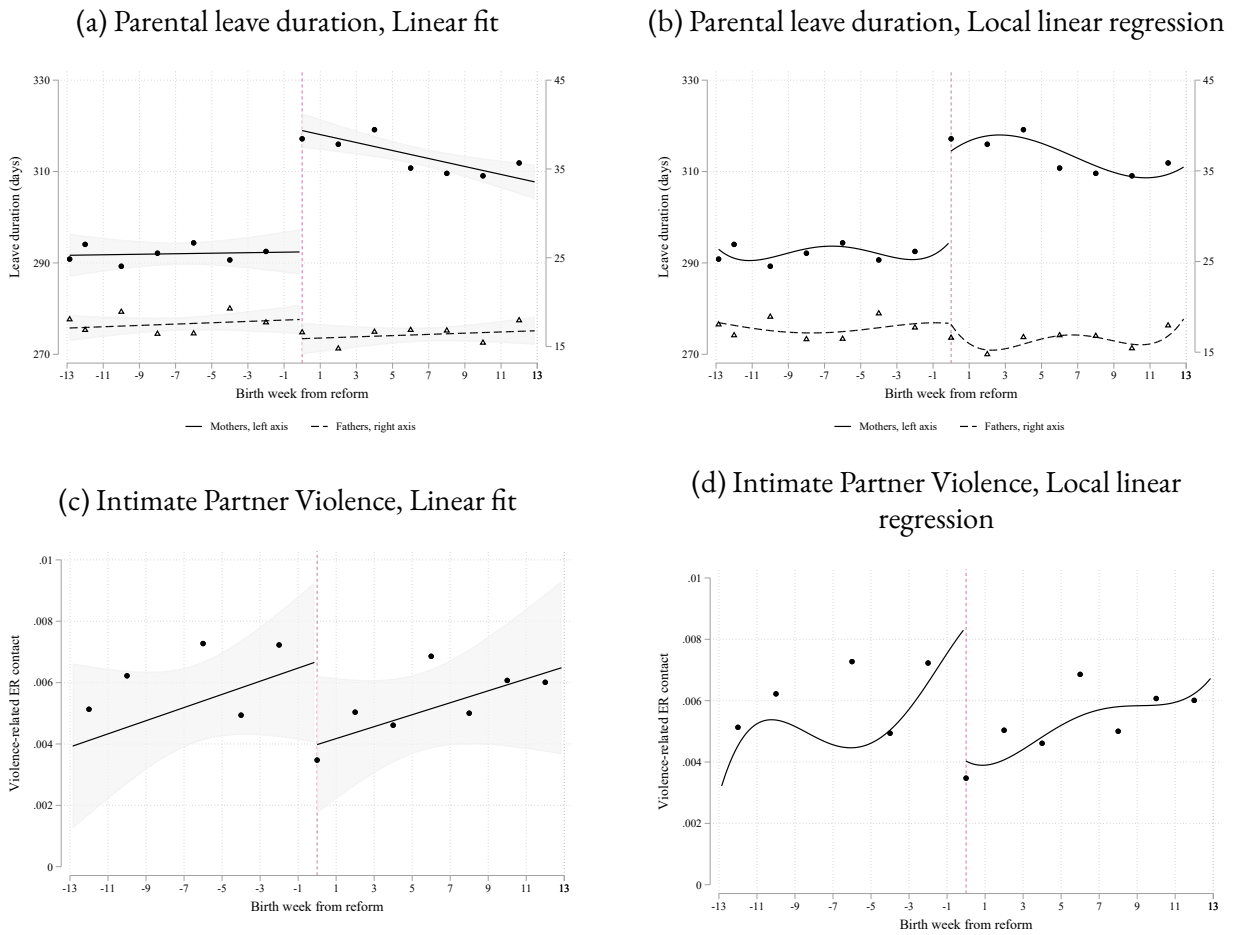 (a) Parental leave duration, Linear fit
330
310
290
270
Leave duration (days)
45
35
25
15
-13 -11 -9 -7 -5 -3 -1 1 3 5 7 9 11 13
Birth week from reform
Mothers, left axis Fathers, right axis
(b) Parental leave duration, Local linear regression
330
310
290
270
Leave duration (days)
45
35
25
15
-13 -11 -9 -7 -5 -3 -1 1 3 5 7 9 11 13
Birth week from reform
Mothers, left axis Fathers, right axis
(c) Intimate Partner Violence, Linear fit
.01
.008
.006
.004
.002
0
Violence-related ER contact
-13 -11 -9 -7 -5 -3 -1 1 3 5 7 9 11 13
Birth week from reform
(d) Intimate Partner Violence, Local linear
regression
.01
.008
.006
.004
.002
0
Violence-related ER contact
-13 -11 -9 -7 -5 -3 -1 1 3 5 7 9 11 13
Birth week from reform